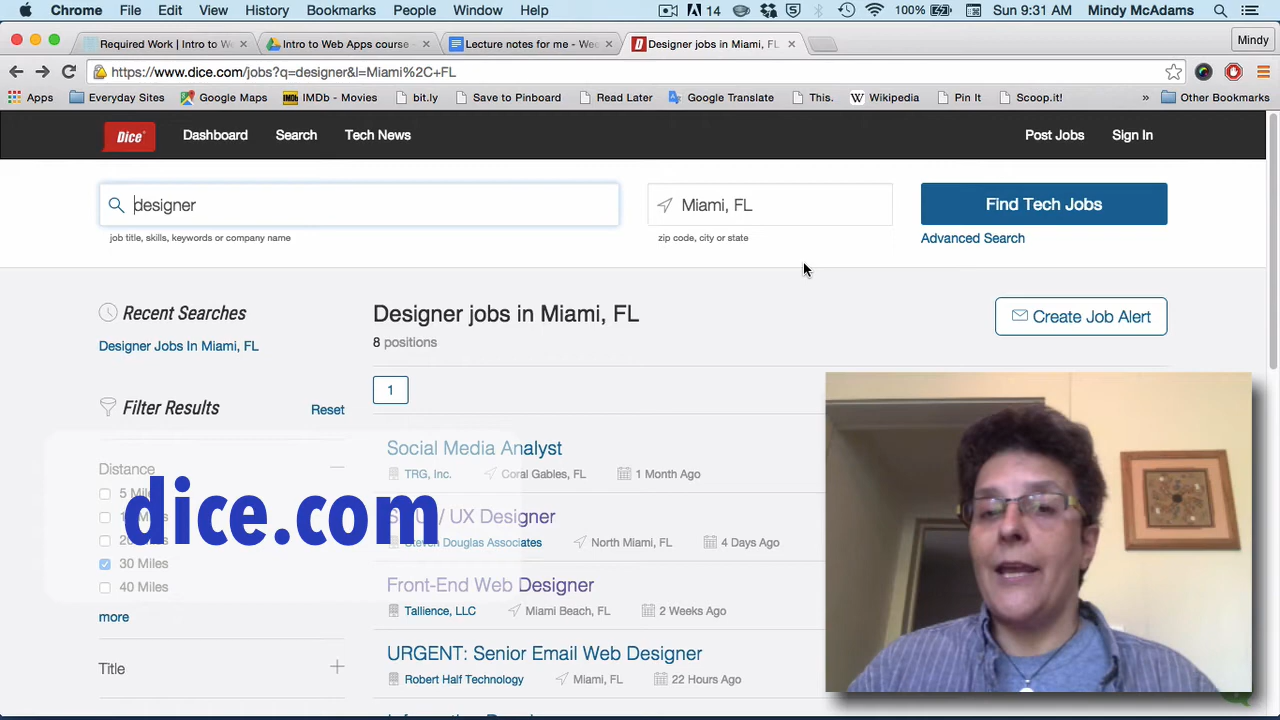 Chrome File Edit View History Bookmarks People Window Help 14 100% Sun 9:31 AM Mindy McAdams
Required Work | Intro to We Intro to Web Apps course - Lecture notes for me - Wee Designer jobs in Miami, FL Mindy
https://www.dice.com/jobs?q=designer&l=Miami%2C+FL
Apps Everyday Sites Google Maps IMDb - Movies bit.ly Save to Pinboard Read Later Google Translate This. Wikipedia Pin It Scoop.it! » Other Bookmarks
Dice Dashboard Search Tech News Post Jobs Sign In
designer Miami, FL Find Tech Jobs
job title, skills, keywords or company name zip code, city or state Advanced Search
Recent Searches Designer jobs in Miami, FL Create Job Alert
Designer Jobs In Miami, FL 8 positions
Filter Results Reset 1
Distance Social Media Analyst
TRG, Inc. Coral Gables, FL 1 Month Ago
5 Miles
dice.com
/ UX Designer
Steven Douglas Associates North Miami, FL 4 Days Ago
30 Miles
40 Miles Front-End Web Designer
more Tallience, LLC Miami Beach, FL 2 Weeks Ago
Title URGENT: Senior Email Web Designer
Robert Half Technology Miami, FL 22 Hours Ago